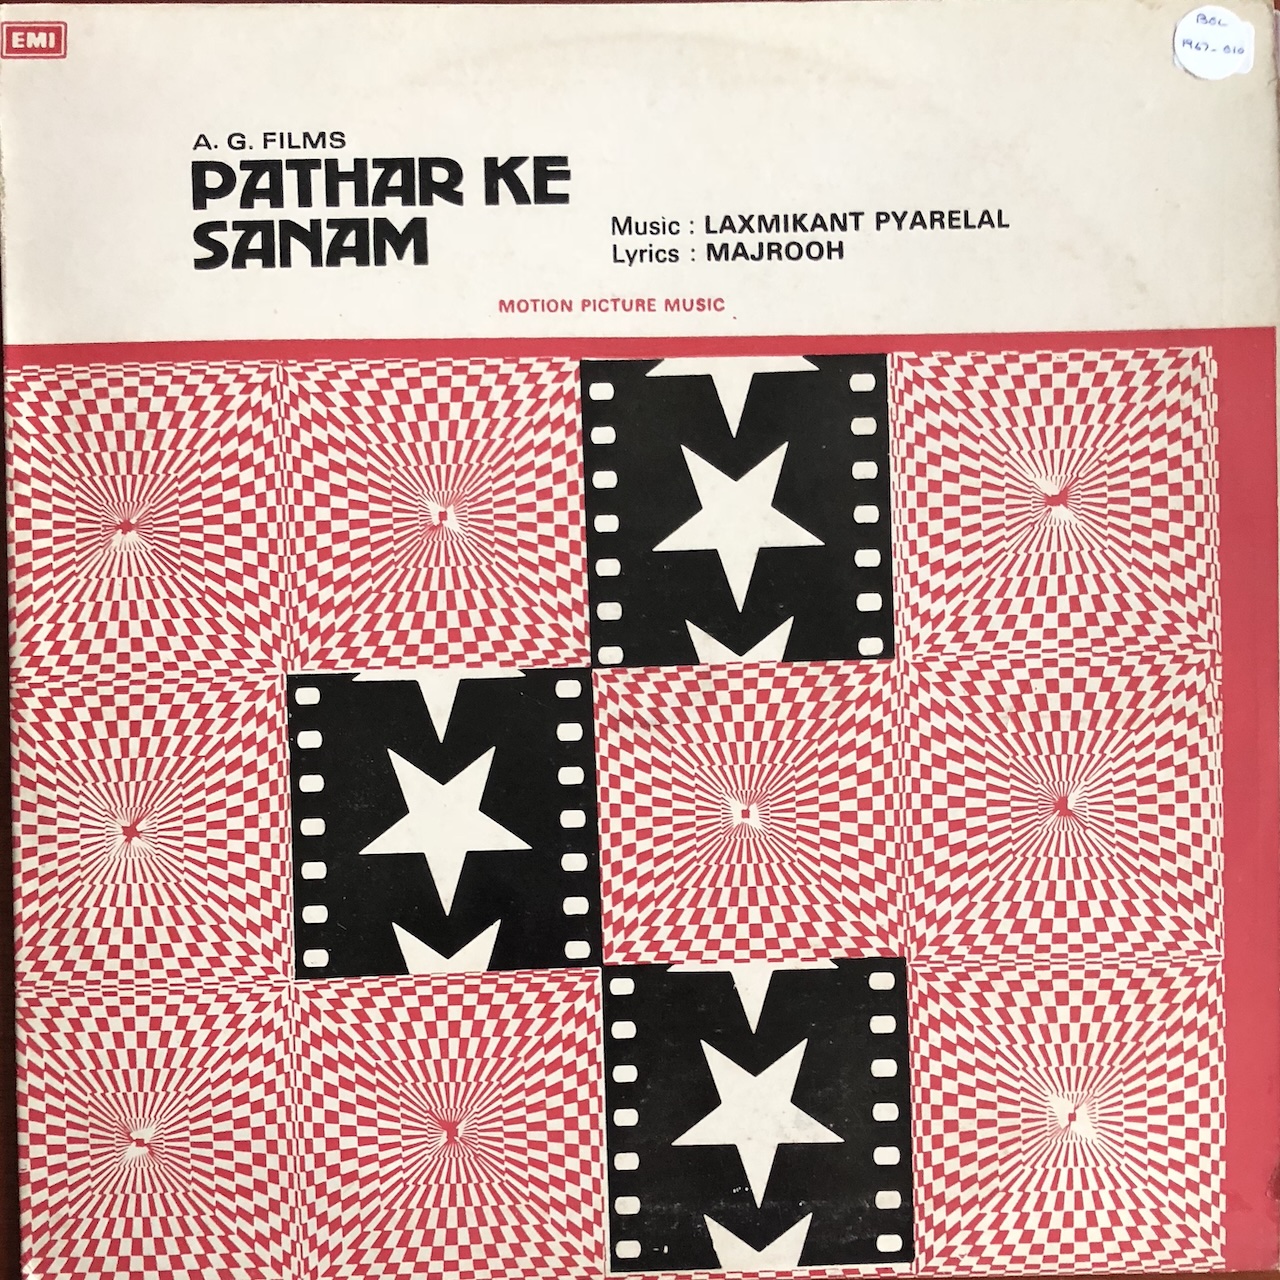 EMI
BOL
1967-010
A. G. FILMS
PATHAR KE
SANAM
Music : LAXMIKANT PYARELAL
Lyrics : MAJROOH
MOTION PICTURE MUSIC